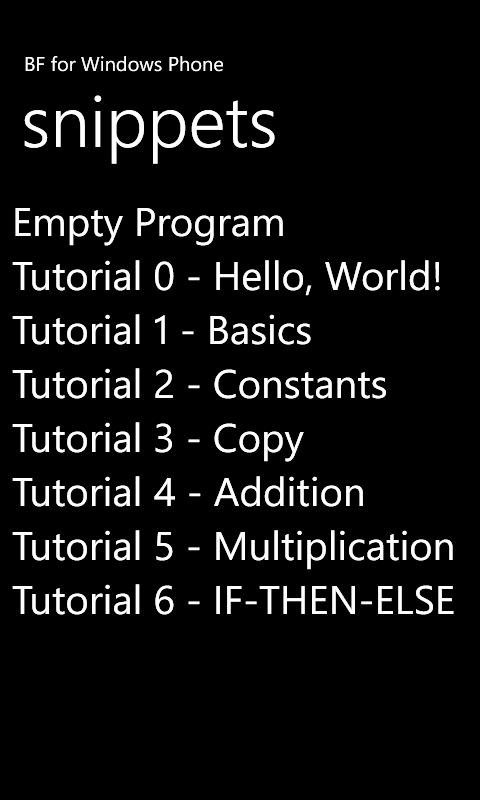 BF for Windows Phone
snippets
Empty Program
Tutorial 0 - Hello, World!
Tutorial 1 - Basics
Tutorial 2 - Constants
Tutorial 3 - Copy
Tutorial 4 - Addition
Tutorial 5 - Multiplication
Tutorial 6 - IF-THEN-ELSE